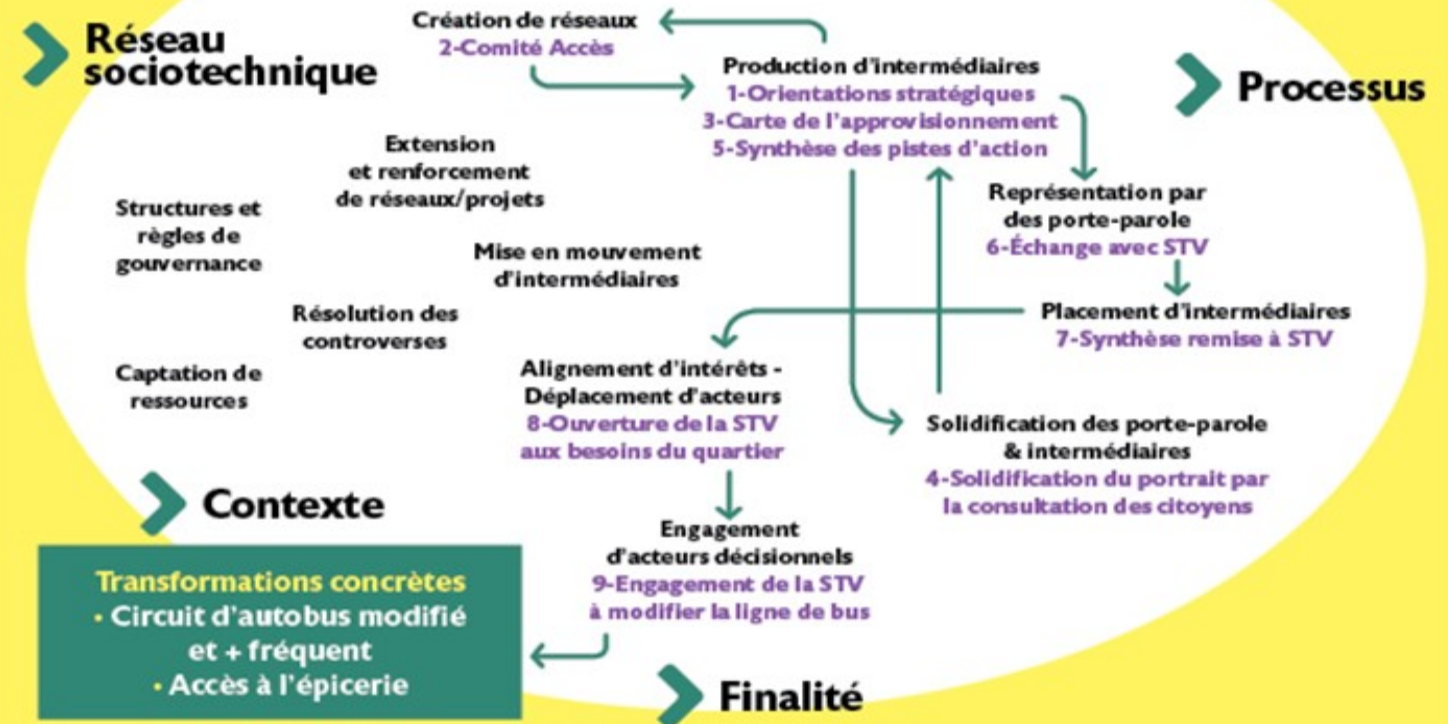 Réseau
sociotechnique
Création de réseaux
2-Comité Accès
Production d'intermédiaires
1-Orientations stratégiques
3-Carte de l'approvisionnement
5-Synthèse des pistes d'action
Processus
Extension
et renforcement
de réseaux/projets
Structures et
règles de
gouvernance
Mise en mouvement
d'intermédiaires
Représentation par
des porte-parole
6-Échange avec STV
Résolution des
controverses
Placement d'intermédiaires
7-Synthèse remise à STV
Captation de
ressources
Alignement d'intérêts -
Déplacement d'acteurs
8-Ouverture de la STV
aux besoins du quartier
Solidification des porte-parole
& intermédiaires
4-Solidification du portrait par
la consultation des citoyens
Contexte
Engagement
d'acteurs décisionnels
9-Engagement de la STV
à modifier la ligne de bus
Transformations concrètes
• Circuit d'autobus modifié
et + fréquent
• Accès à l'épicerie
Finalité